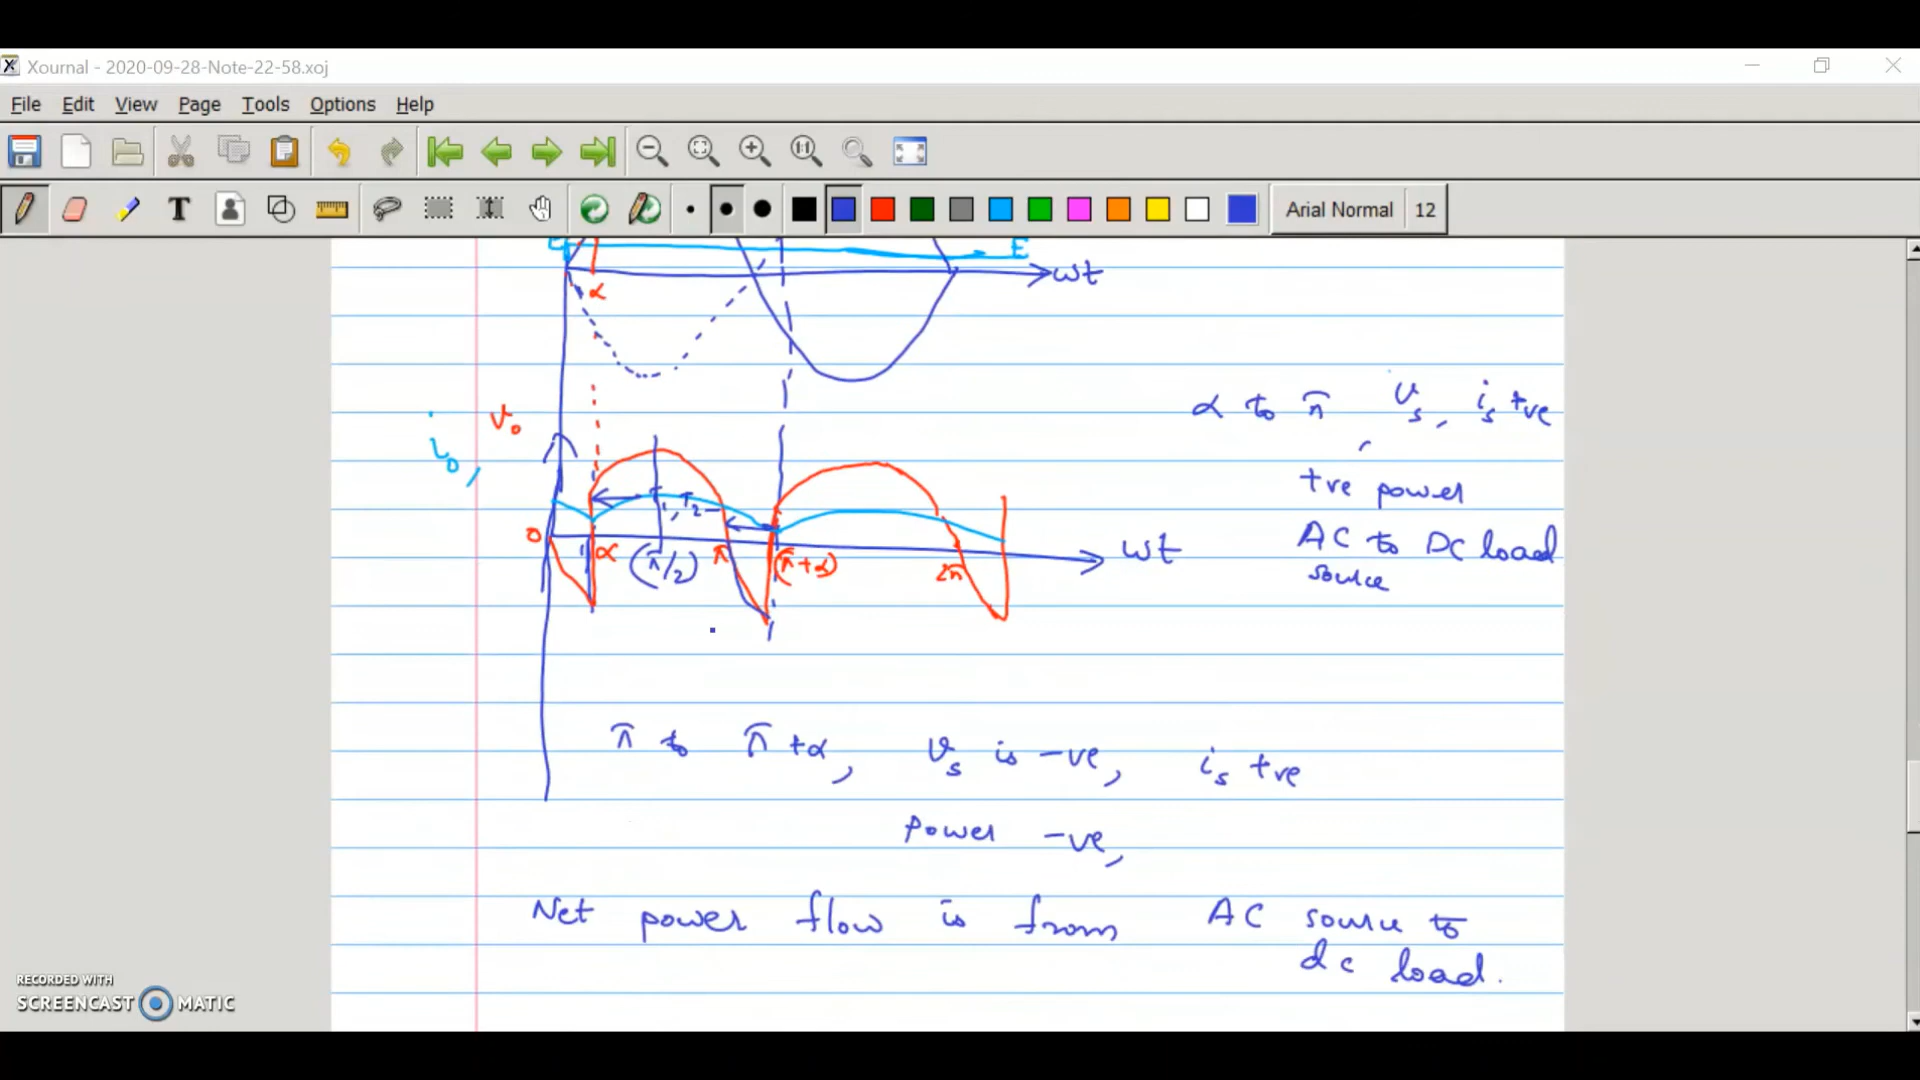 Xournal - 2020-09-28-Note-22-58.xoj
File Edit View Page Tools Options Help
T Arial Normal 12
E
ωt
α
α to π vs, is +ve
vo
io,
T1, T2
+ve power
0 α (π/2) π (π+α) 2π ωt
AC to DC load
source
π to π+α, vs is -ve, is +ve
Power -ve,
Net power flow is from AC source to
dc load.
RECORDED WITH
SCREENCAST MATIC